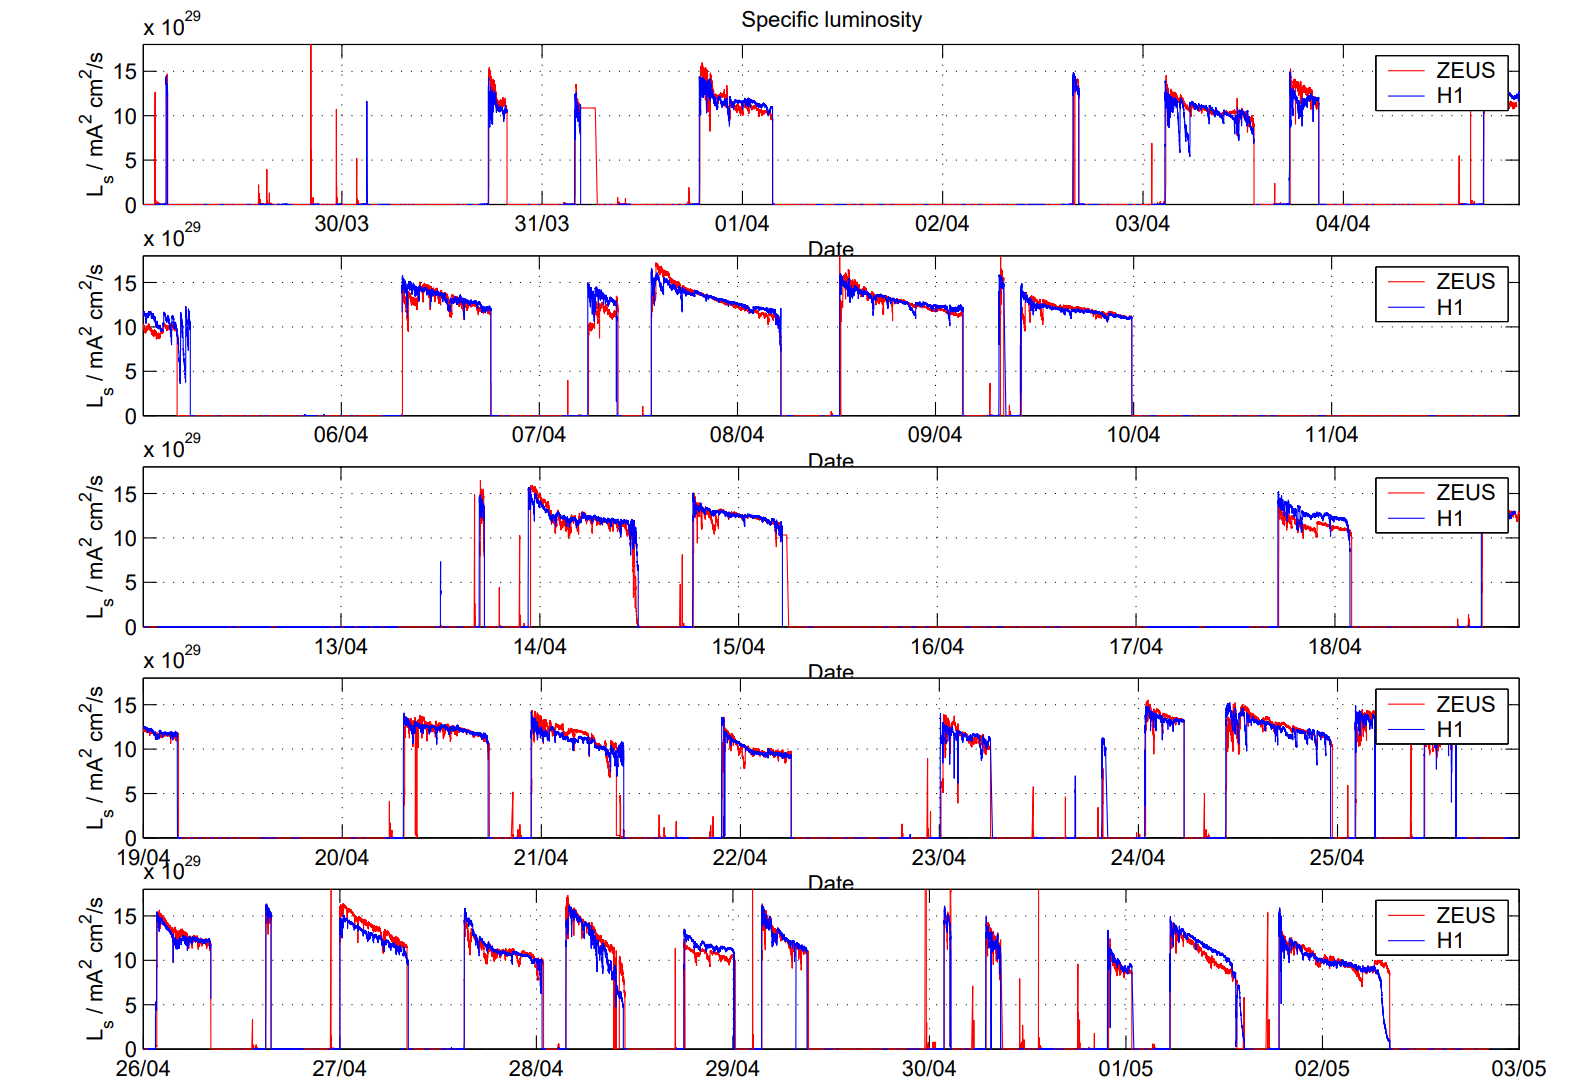 Specific luminosity
x 10^29
L_s / mA^2 cm^2/s
15
10
5
0
ZEUS
H1
30/03 31/03 01/04 02/04 03/04 04/04
Date
x 10^29
L_s / mA^2 cm^2/s
15
10
5
0
ZEUS
H1
06/04 07/04 08/04 09/04 10/04 11/04
Date
x 10^29
L_s / mA^2 cm^2/s
15
10
5
0
ZEUS
H1
13/04 14/04 15/04 16/04 17/04 18/04
Date
x 10^29
L_s / mA^2 cm^2/s
15
10
5
0
ZEUS
H1
19/04 20/04 21/04 22/04 23/04 24/04 25/04
Date
x 10^29
L_s / mA^2 cm^2/s
15
10
5
0
ZEUS
H1
26/04 27/04 28/04 29/04 30/04 01/05 02/05 03/05